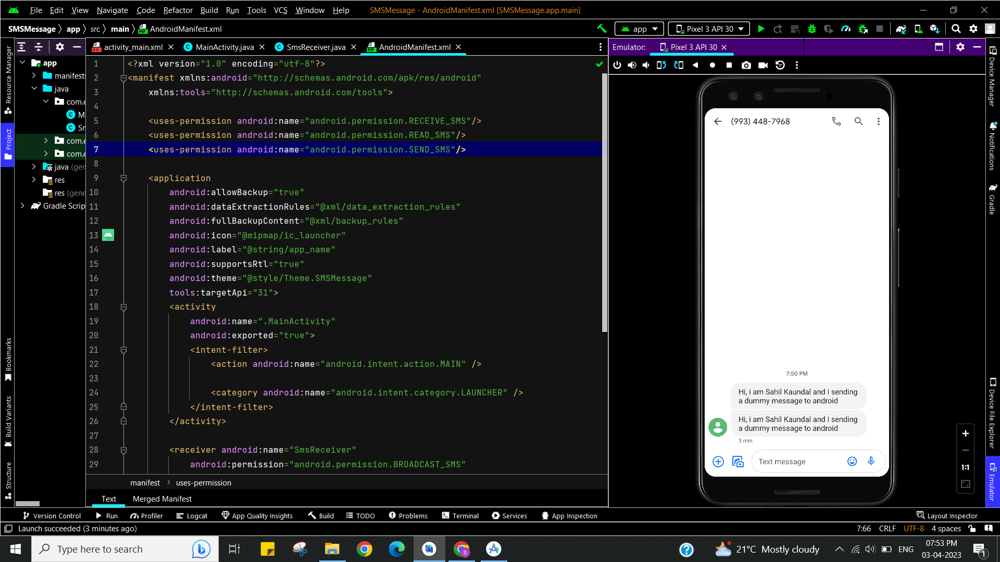 File Edit View Navigate Code Refactor Build Run Tools VCS Window Help SMSMessage - AndroidManifest.xml [SMSMessage.app.main]
SMSMessage app src main AndroidManifest.xml app Pixel 3 API 30
activity_main.xml MainActivity.java SmsReceiver.java AndroidManifest.xml
Emulator: Pixel 3 API 30
Resource Manager
Project
Bookmarks
Build Variants
Structure
app
manifests
java
com.e
Ma
Sm
com.e
com.e
java (gen
res
res (gene
Gradle Scrip
1 <?xml version="1.0" encoding="utf-8"?>
2 <manifest xmlns:android="http://schemas.android.com/apk/res/android"
3 xmlns:tools="http://schemas.android.com/tools">
4
5 <uses-permission android:name="android.permission.RECEIVE_SMS"/>
6 <uses-permission android:name="android.permission.READ_SMS"/>
7 <uses-permission android:name="android.permission.SEND_SMS"/>
8
9 <application
10 android:allowBackup="true"
11 android:dataExtractionRules="@xml/data_extraction_rules"
12 android:fullBackupContent="@xml/backup_rules"
13 android:icon="@mipmap/ic_launcher"
14 android:label="@string/app_name"
15 android:supportsRtl="true"
16 android:theme="@style/Theme.SMSMessage"
17 tools:targetApi="31">
18 <activity
19 android:name=".MainActivity"
20 android:exported="true">
21 <intent-filter>
22 <action android:name="android.intent.action.MAIN" />
23
24 <category android:name="android.intent.category.LAUNCHER" />
25 </intent-filter>
26 </activity>
27
28 <receiver android:name="SmsReceiver"
29 android:permission="android.permission.BROADCAST_SMS"
manifest uses-permission
Text Merged Manifest
(993) 448-7968
7:50 PM
Hi, i am Sahil Kaundal and I sending
a dummy message to android
Hi, i am Sahil Kaundal and I sending
a dummy message to android
3 min
Text message
1:1
Device Manager
Notifications
Gradle
Device File Explorer
Emulator
Version Control Run Profiler Logcat App Quality Insights Build TODO Problems Terminal Services App Inspection Layout Inspector
Launch succeeded (3 minutes ago) 7:66 CRLF UTF-8 4 spaces
Type here to search
21°C Mostly cloudy ENG
07:53 PM
03-04-2023
1